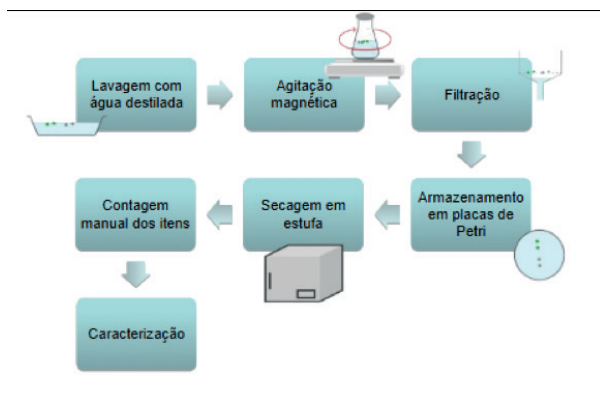 Lavagem com
água destilada
Agitação
magnética
Filtração
Armazenamento
em placas de
Petri
Secagem em
estufa
Contagem
manual dos itens
Caracterização